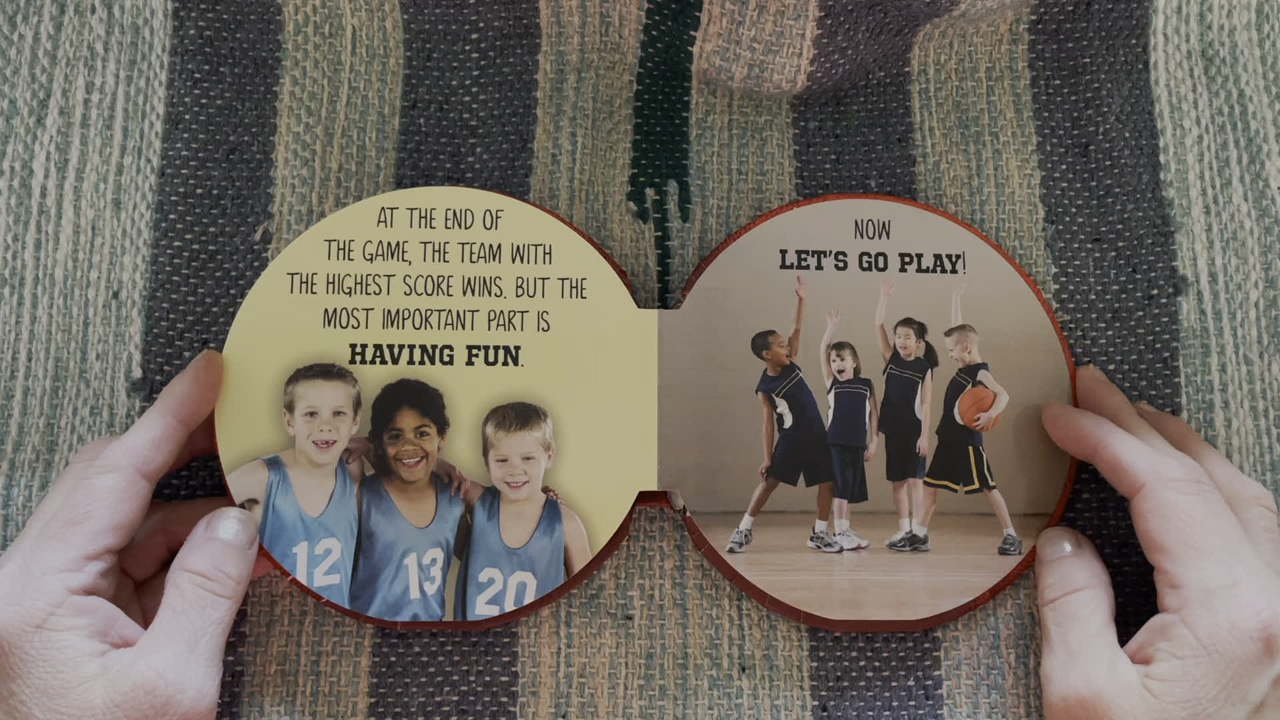 AT THE END OF
THE GAME, THE TEAM WITH
THE HIGHEST SCORE WINS. BUT THE
MOST IMPORTANT PART IS
HAVING FUN.
12
13
20
NOW
LET'S GO PLAY!